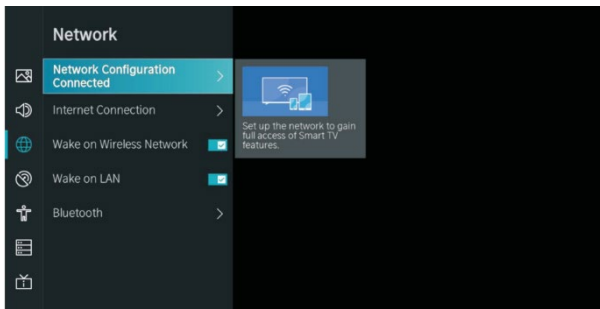 Network
Network Configuration
Connected
Internet Connection
Wake on Wireless Network
Wake on LAN
Bluetooth
Set up the network to gain
full access of Smart TV
features.